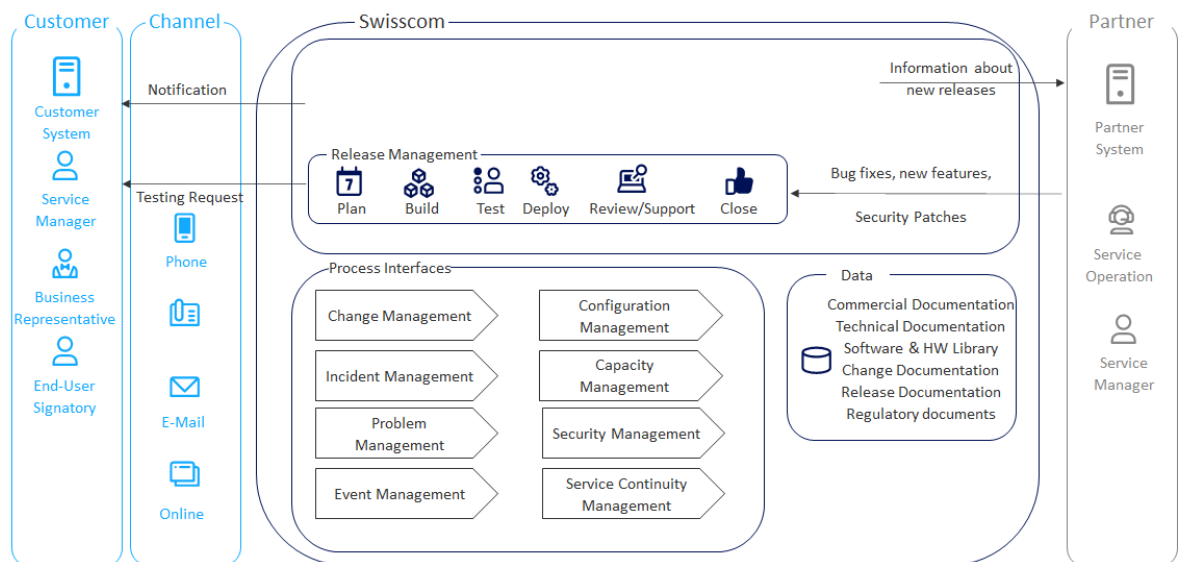 Customer
Channel
Swisscom
Partner
Customer
System
Service
Manager
Business
Representative
End-User
Signatory
Notification
Testing Request
Phone
E-Mail
Online
Information about
new releases
Release Management
7
Plan
Build
Test
Deploy
Review/Support
Close
Bug fixes, new features,
Security Patches
Process Interfaces
Change Management
Configuration
Management
Incident Management
Capacity
Management
Problem
Management
Security Management
Event Management
Service Continuity
Management
Data
Commercial Documentation
Technical Documentation
Software & HW Library
Change Documentation
Release Documentation
Regulatory documents
Partner
System
Service
Operation
Service
Manager